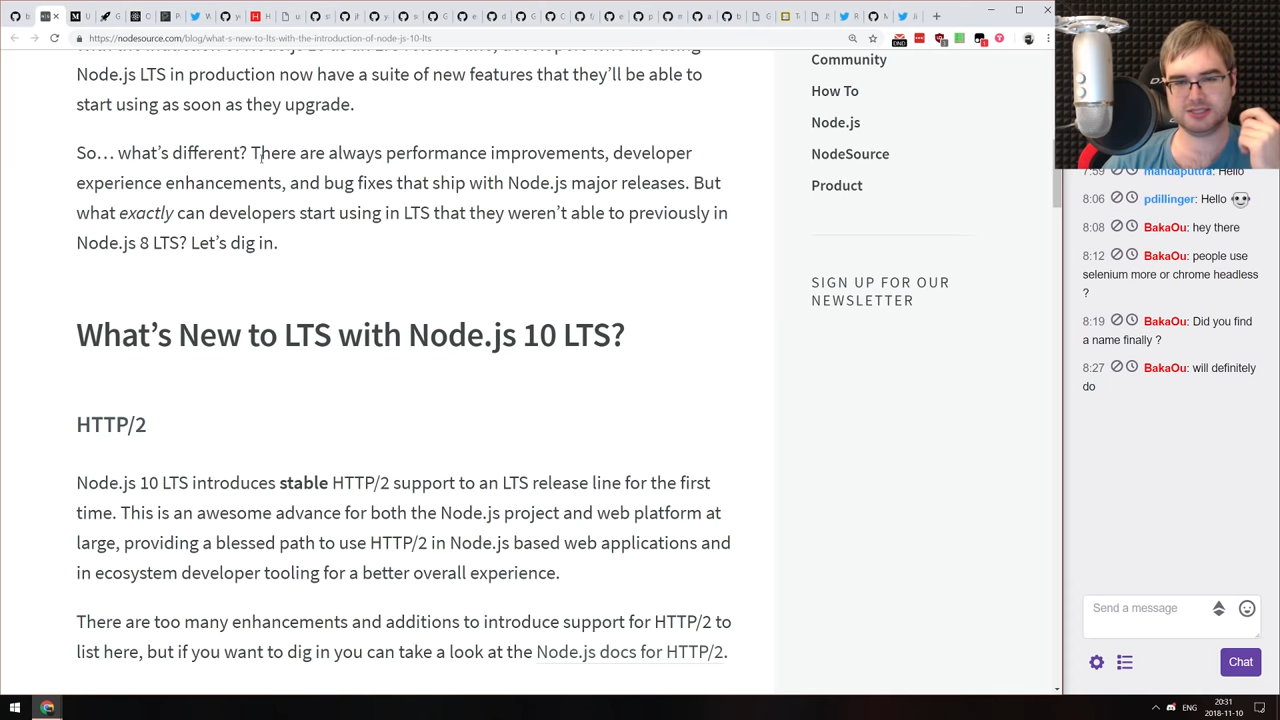 https://nodesource.com/blog/what-s-new-to-lts-with-the-introduction-of-node-js-10-lts
Node.js LTS in production now have a suite of new features that they’ll be able to
start using as soon as they upgrade.
So… what’s different? There are always performance improvements, developer
experience enhancements, and bug fixes that ship with Node.js major releases. But
what exactly can developers start using in LTS that they weren’t able to previously in
Node.js 8 LTS? Let’s dig in.
What’s New to LTS with Node.js 10 LTS?
HTTP/2
Node.js 10 LTS introduces stable HTTP/2 support to an LTS release line for the first
time. This is an awesome advance for both the Node.js project and web platform at
large, providing a blessed path to use HTTP/2 in Node.js based web applications and
in ecosystem developer tooling for a better overall experience.
There are too many enhancements and additions to introduce support for HTTP/2 to
list here, but if you want to dig in you can take a look at the Node.js docs for HTTP/2.
Community
How To
Node.js
NodeSource
Product
SIGN UP FOR OUR
NEWSLETTER
7:59 mandaputtra: Hello
8:06 pdillinger: Hello
8:08 BakaOu: hey there
8:12 BakaOu: people use
selenium more or chrome headless
?
8:19 BakaOu: Did you find
a name finally ?
8:27 BakaOu: will definitely
do
Send a message
Chat
ENG
20:31
2018-11-10